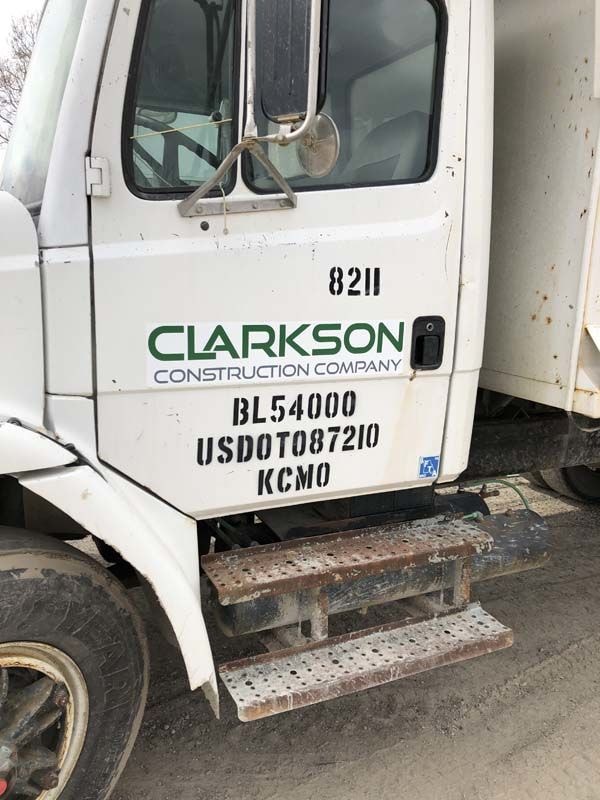 8211
CLARKSON
CONSTRUCTION COMPANY
BL54000
USDOT087210
KCMO